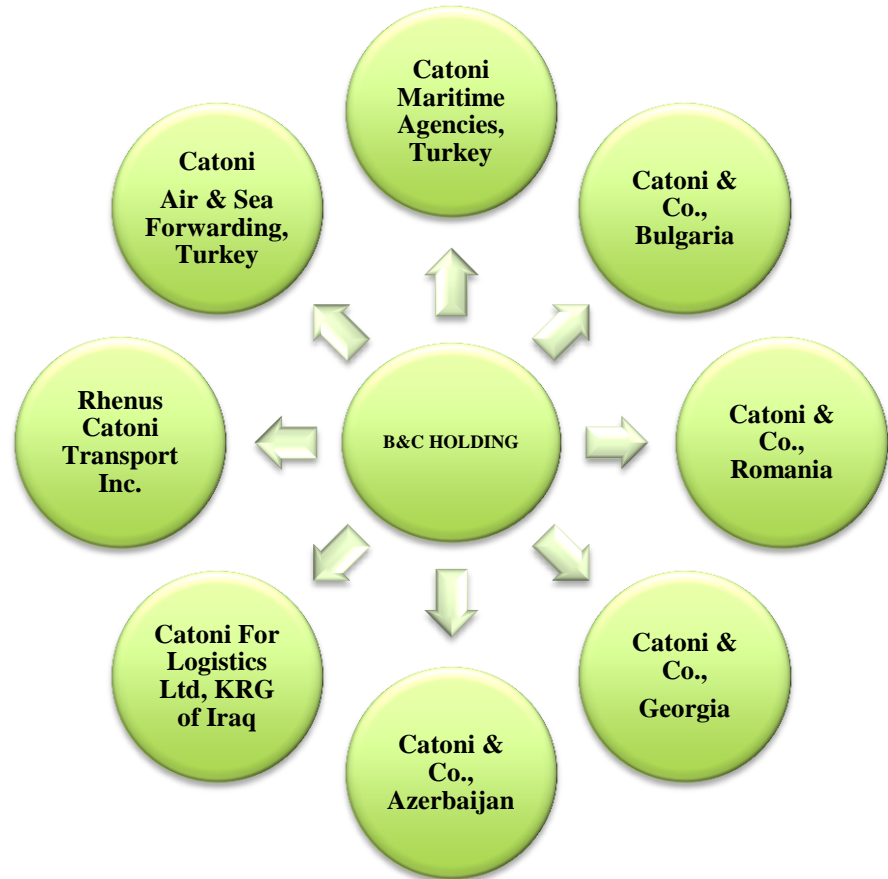 Catoni
Maritime
Agencies,
Turkey
Catoni &
Co.,
Bulgaria
Catoni & 
Co.,
Romania
Catoni &
Co.,
Georgia
Catoni &
Co.,
Azerbaijan
Catoni For
Logistics
Ltd, KRG
of Iraq
Rhenus
Catoni
Transport
Inc.
Catoni
Air & Sea
Forwarding,
Turkey
B&C HOLDING